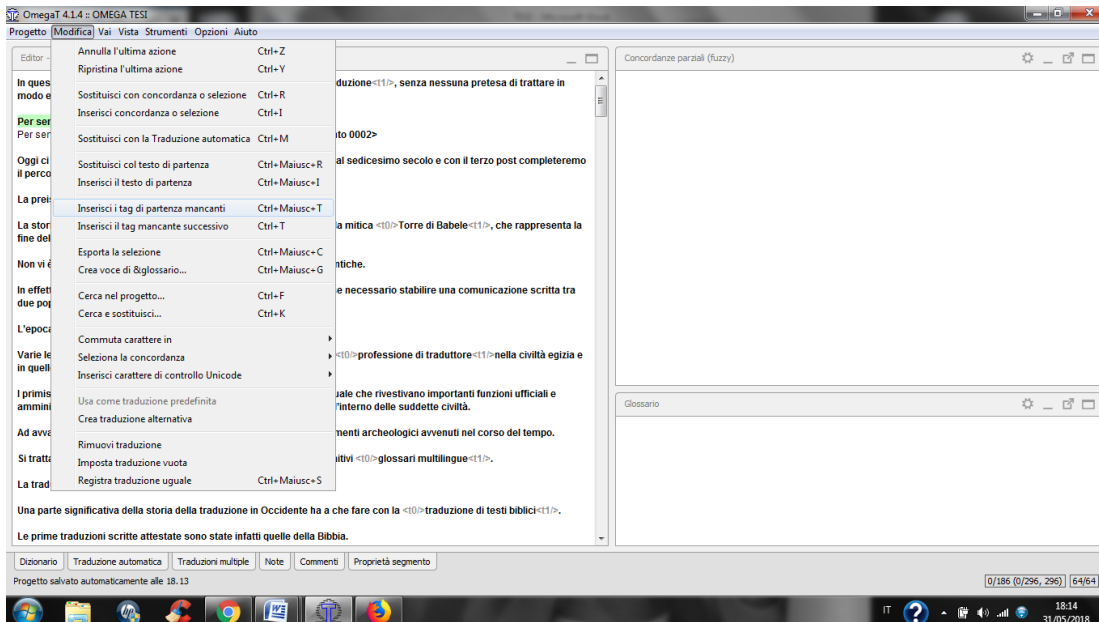 OmegaT 4.1.4 :: OMEGA TESI
Progetto Modifica Vai Vista Strumenti Opzioni Aiuto
Annulla l'ultima azione Ctrl+Z
Ripristina l'ultima azione Ctrl+Y
Sostituisci con concordanza o selezione Ctrl+R
Inserisci concordanza o selezione Ctrl+I
Sostituisci con la Traduzione automatica Ctrl+M
Sostituisci col testo di partenza Ctrl+Maiusc+R
Inserisci il testo di partenza Ctrl+Maiusc+I
Inserisci i tag di partenza mancanti Ctrl+Maiusc+T
Inserisci il tag mancante successivo Ctrl+T
Esporta la selezione Ctrl+Maiusc+C
Crea voce di &glossario... Ctrl+Maiusc+G
Cerca nel progetto... Ctrl+F
Cerca e sostituisci... Ctrl+K
Commuta carattere in
Seleziona la concordanza
Inserisci carattere di controllo Unicode
Usa come traduzione predefinita
Crea traduzione alternativa
Rimuovi traduzione
Imposta traduzione vuota
Registra traduzione uguale Ctrl+Maiusc+S
Editor -
In ques duzione<t1/>, senza nessuna pretesa di trattare in
modo e
Per ser
Per ser to 0002>
Oggi ci al sedicesimo secolo e con il terzo post completeremo
il perco
La preis
La stor a mitica <t0/>Torre di Babele<t1/>, che rappresenta la
fine del
Non vi è ntiche.
In effett e necessario stabilire una comunicazione scritta tra
due pop
L'epoca
Varie le <t0/>professione di traduttore<t1/>nella civiltà egizia e
in quell
I primis uale che rivestivano importanti funzioni ufficiali e
ammini l'interno delle suddette civiltà.
Ad avva menti archeologici avvenuti nel corso del tempo.
Si tratta itivi <t0/>glossari multilingue<t1/>.
La trad
Una parte significativa della storia della traduzione in Occidente ha a che fare con la <t0/>traduzione di testi biblici<t1/>.
Le prime traduzioni scritte attestate sono state infatti quelle della Bibbia.
Concordanze parziali (fuzzy)
Glossario
Dizionario Traduzione automatica Traduzioni multiple Note Commenti Proprietà segmento
Progetto salvato automaticamente alle 18.13
0/186 (0/296, 296) 64/64
IT
18:14
31/05/2018